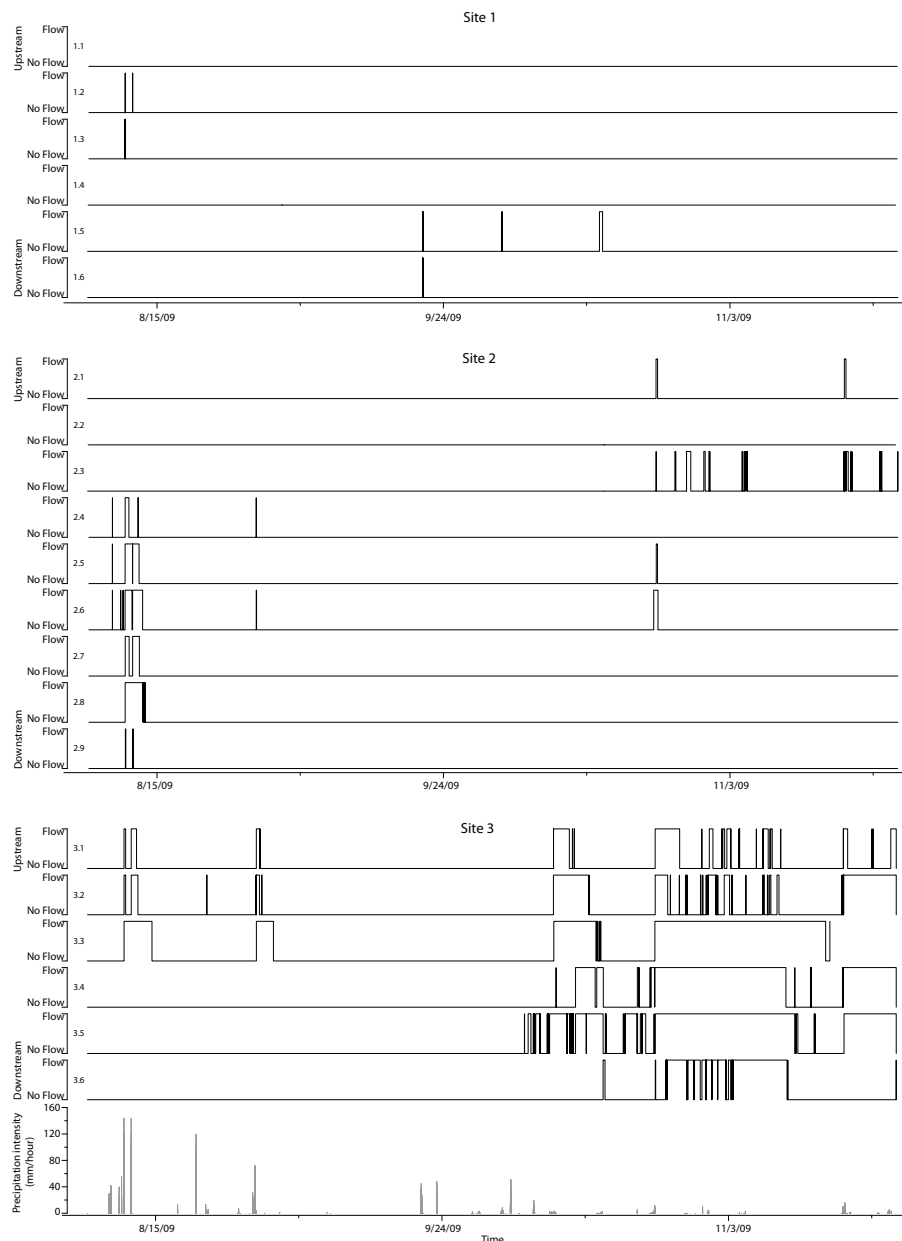 Site 1
Upstream
Flow
1.1
No Flow
Flow
1.2
No Flow
Flow
1.3
No Flow
Flow
1.4
No Flow
Flow
1.5
No Flow
Downstream
Flow
1.6
No Flow
8/15/09 9/24/09 11/3/09
Site 2
Upstream
Flow
2.1
No Flow
Flow
2.2
No Flow
Flow
2.3
No Flow
Flow
2.4
No Flow
Flow
2.5
No Flow
Flow
2.6
No Flow
Flow
2.7
No Flow
Flow
2.8
No Flow
Downstream
Flow
2.9
No Flow
8/15/09 9/24/09 11/3/09
Site 3
Upstream
Flow
3.1
No Flow
Flow
3.2
No Flow
Flow
3.3
No Flow
Flow
3.4
No Flow
Flow
3.5
No Flow
Downstream
Flow
3.6
No Flow
Precipitation intensity
(mm/hour)
160
120
80
40
0
8/15/09 9/24/09 11/3/09
Time